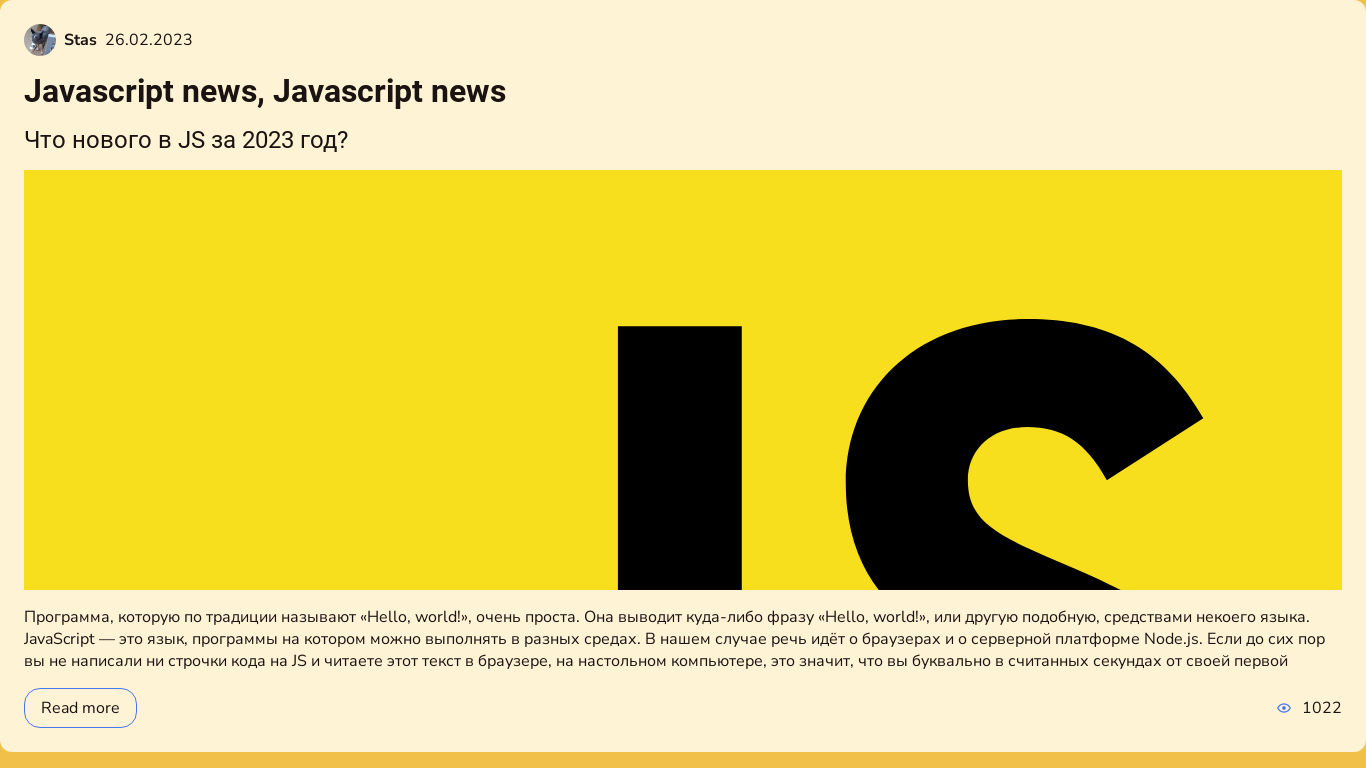 Stas 26.02.2023
Javascript news, Javascript news
Что нового в JS за 2023 год?
JS
Программа, которую по традиции называют «Hello, world!», очень проста. Она выводит куда-либо фразу «Hello, world!», или другую подобную, средствами некоего языка.
JavaScript — это язык, программы на котором можно выполнять в разных средах. В нашем случае речь идёт о браузерах и о серверной платформе Node.js. Если до сих пор
вы не написали ни строчки кода на JS и читаете этот текст в браузере, на настольном компьютере, это значит, что вы буквально в считанных секундах от своей первой
Read more
1022